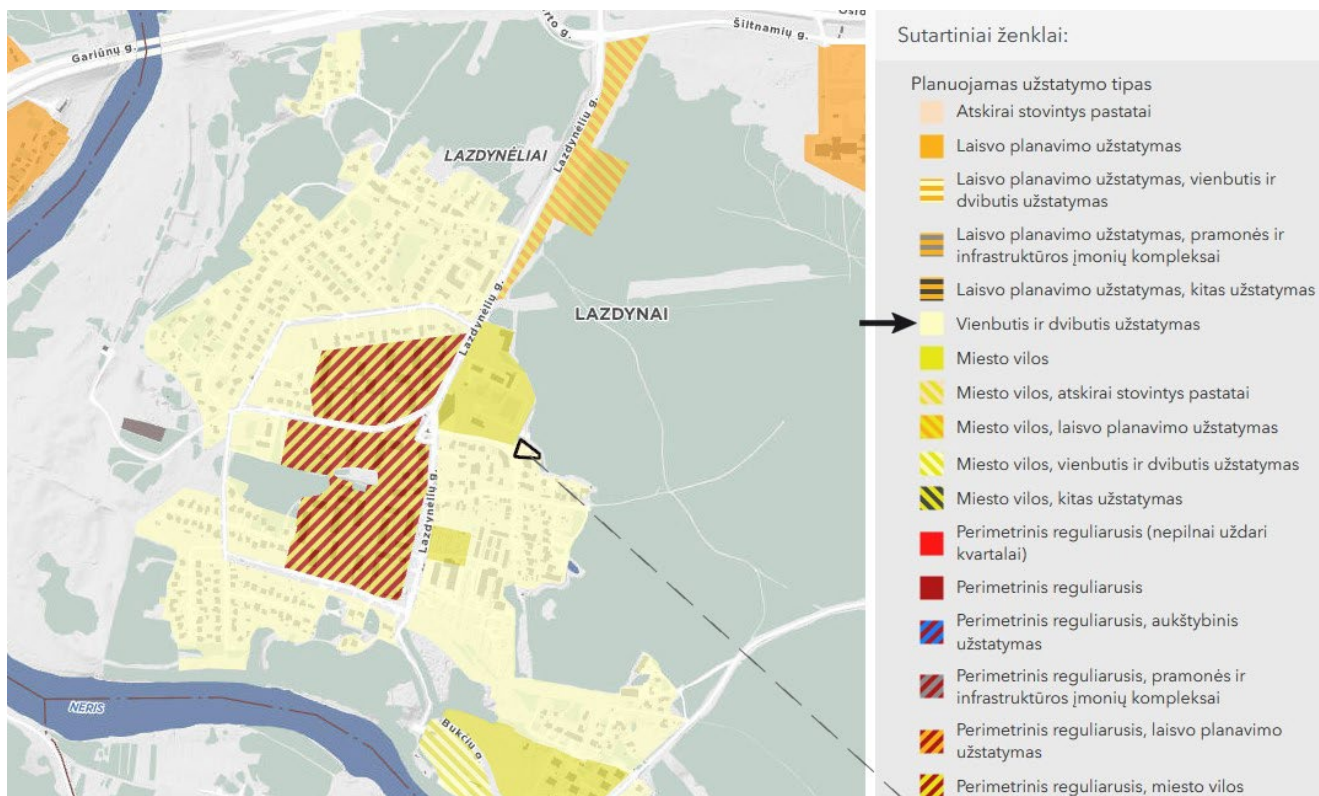 Gariūnų g.
rto g.
Šiltnamių g.
Oslo
Lazdynėlių g.
LAZDYNĖLIAI
LAZDYNAI
Lazdynėlių g.
Lazdynėlių g.
Lazdynėlių g.
NERIS
Bukčių g.
Sutartiniai ženklai:
Planuojamas užstatymo tipas
Atskirai stovintys pastatai
Laisvo planavimo užstatymas
Laisvo planavimo užstatymas, vienbutis ir
dvibutis užstatymas
Laisvo planavimo užstatymas, pramonės ir
infrastruktūros įmonių kompleksai
Laisvo planavimo užstatymas, kitas užstatymas
Vienbutis ir dvibutis užstatymas
Miesto vilos
Miesto vilos, atskirai stovintys pastatai
Miesto vilos, laisvo planavimo užstatymas
Miesto vilos, vienbutis ir dvibutis užstatymas
Miesto vilos, kitas užstatymas
Perimetrinis reguliarusis (nepilnai uždari
kvartalai)
Perimetrinis reguliarusis
Perimetrinis reguliarusis, aukštybinis
užstatymas
Perimetrinis reguliarusis, pramonės ir
infrastruktūros įmonių kompleksai
Perimetrinis reguliarusis, laisvo planavimo
užstatymas
Perimetrinis reguliarusis, miesto vilos